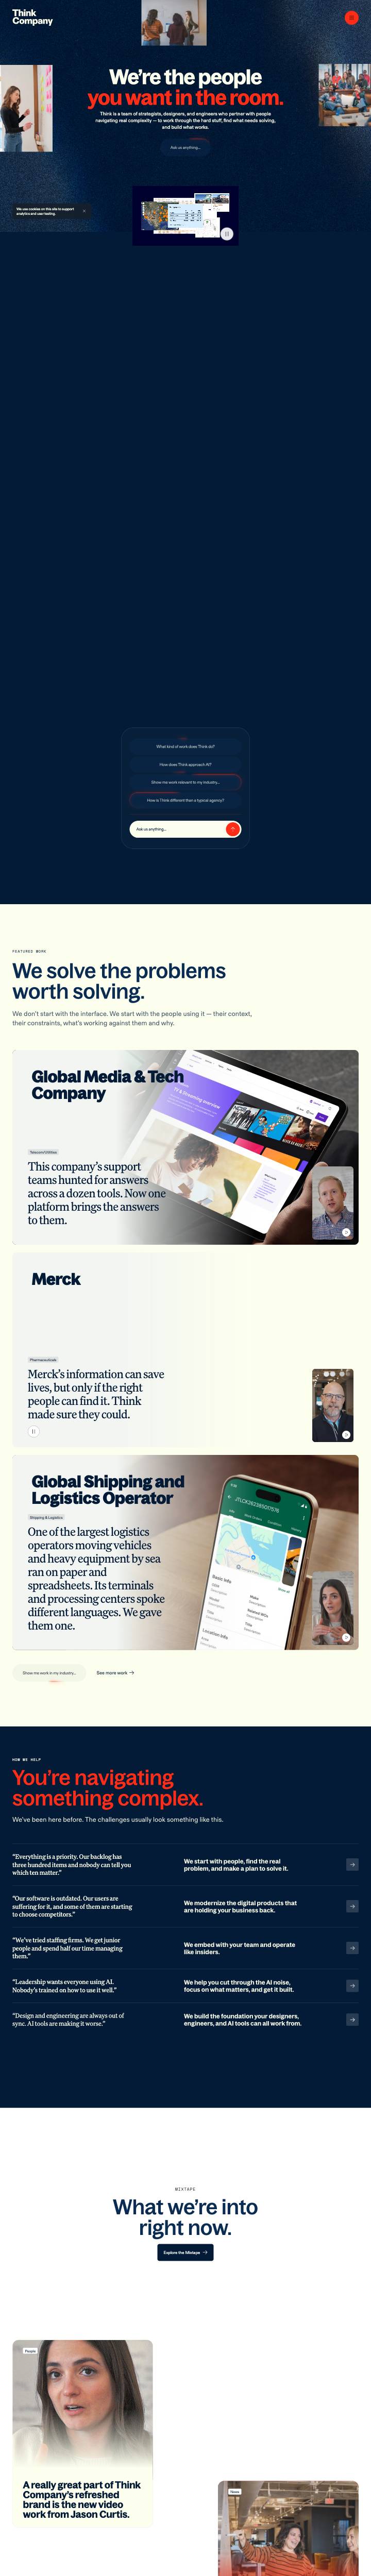 Think
Company
We're the people
you want in the room.
Think is a team of strategists, designers, and engineers who partner with people
navigating real complexity — to work through the hard stuff, find what needs solving,
and build what works.
Ask us anything...
We use cookies on this site to support
analytics and user testing.
What kind of work does Think do?
How does Think approach AI?
Show me work relevant to my industry...
How is Think different than a typical agency?
Ask us anything...
FEATURED WORK
We solve the problems
worth solving.
We don't start with the interface. We start with the people using it — their context,
their constraints, what's working against them and why.
Global Media & Tech
Company
Telecom/Utilities
This company's support
teams hunted for answers
across a dozen tools. Now one
platform brings the answers
to them.
Merck
Pharmaceuticals
Merck's information can save
lives, but only if the right
people can find it. Think
made sure they could.
Global Shipping and
Logistics Operator
Shipping & Logistics
One of the largest logistics
operators moving vehicles
and heavy equipment by sea
ran on paper and
spreadsheets. Its terminals
and processing centers spoke
different languages. We gave
them one.
Basic info
Show me work in my industry...
See more work →
HOW WE HELP
You're navigating
something complex.
We've been here before. The challenges usually look something like this.
"Everything is a priority. Our backlog has
three hundred items and nobody can tell you
which ten matter."
We start with people, find the real
problem, and make a plan to solve it.
"Our software is outdated. Our users are
suffering for it, and some of them are starting
to choose competitors."
We modernize the digital products that
are holding your business back.
"We've tried staffing firms. We get junior
people and spend half our time managing
them."
We embed with your team and operate
like insiders.
"Leadership wants everyone using AI.
Nobody's trained on how to use it well."
We help you cut through the AI noise,
focus on what matters, and get it built.
"Design and engineering are always out of
sync. AI tools are making it worse."
We build the foundation your designers,
engineers, and AI tools can all work from.
MIXTAPE
What we're into
right now.
Explore the Mixtape →
People
A really great part of Think
Company's refreshed
brand is the new video
work from Jason Curtis.
News